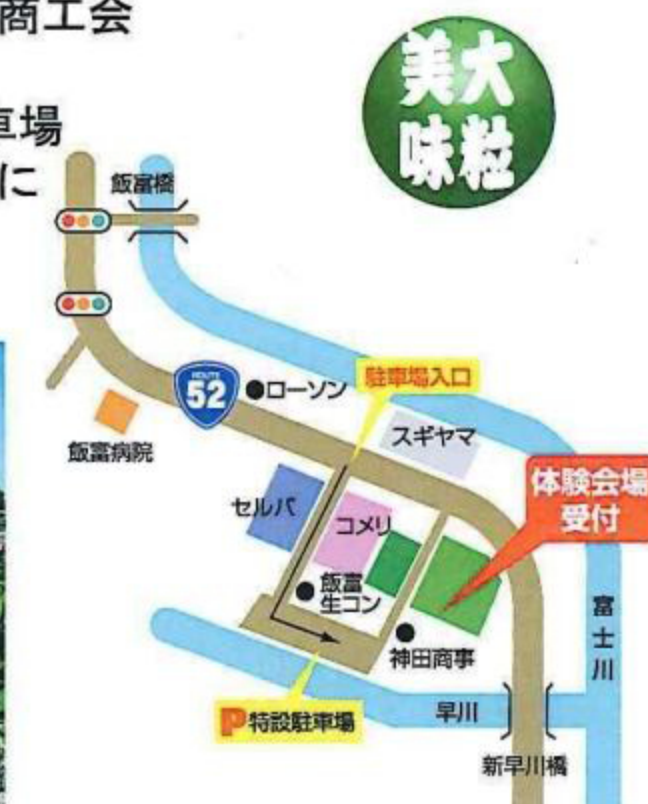 商工会
大粒
美味
車場
に
飯富橋
駐車場入口
ROUTE
52
ローソン
スギヤマ
飯富病院
体験会場
受付
セルバ
コメリ
飯富
生コン
富士川
神田商事
P特設駐車場
早川
新早川橋